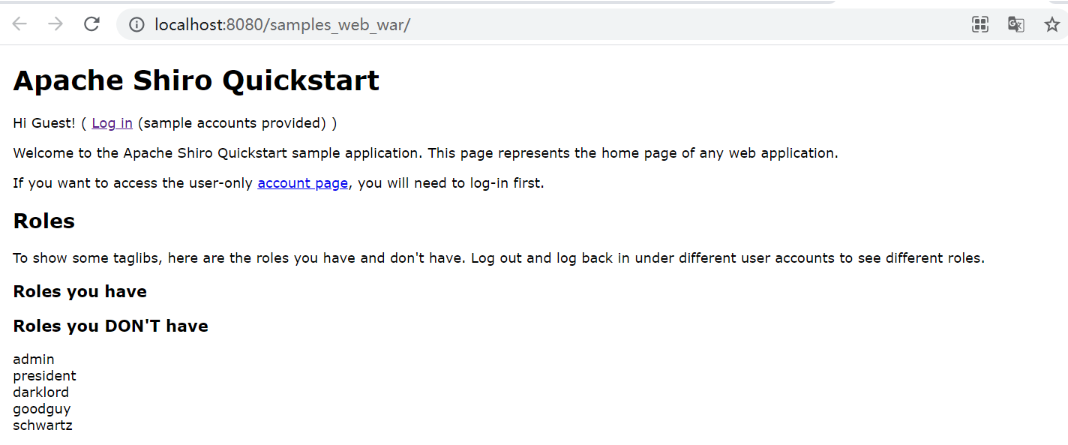 localhost:8080/samples_web_war/
Apache Shiro Quickstart
Hi Guest! ( Log in (sample accounts provided) )
Welcome to the Apache Shiro Quickstart sample application. This page represents the home page of any web application.
If you want to access the user-only account page, you will need to log-in first.
Roles
To show some taglibs, here are the roles you have and don't have. Log out and log back in under different user accounts to see different roles.
Roles you have
Roles you DON'T have
admin
president
darklord
goodguy
schwartz